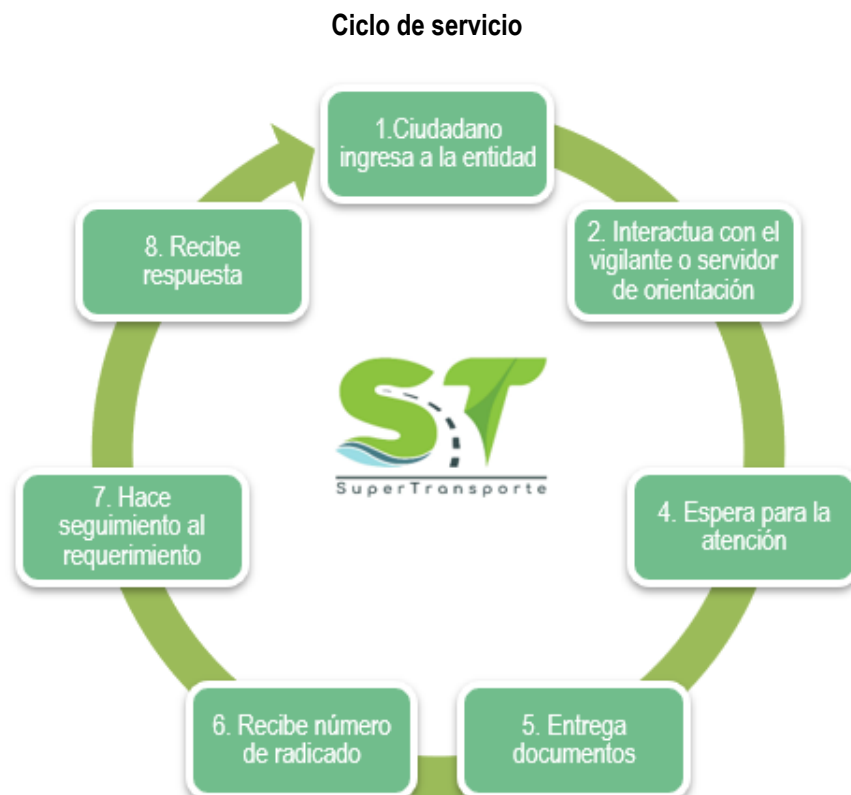 Ciclo de servicio
1.Ciudadano
ingresa a la entidad
2. Interactua con el
vigilante o servidor
de orientación
4. Espera para la
atención
5. Entrega
documentos
6. Recibe número
de radicado
7. Hace
seguimiento al
requerimiento
8. Recibe
respuesta
ST
SuperTransporte